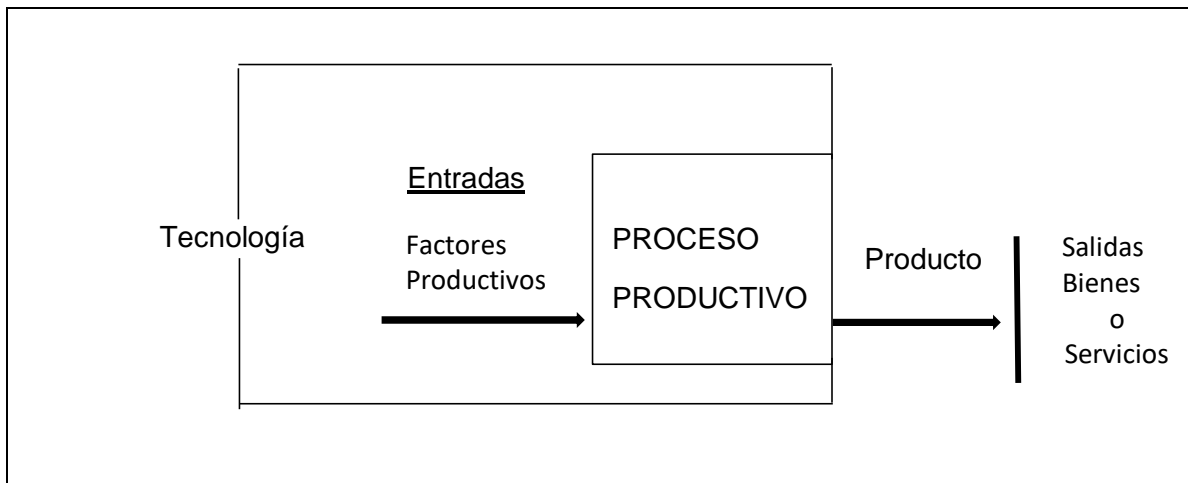 Tecnología
Entradas
Factores
Productivos
PROCESO
PRODUCTIVO
Producto
Salidas
Bienes
o
Servicios